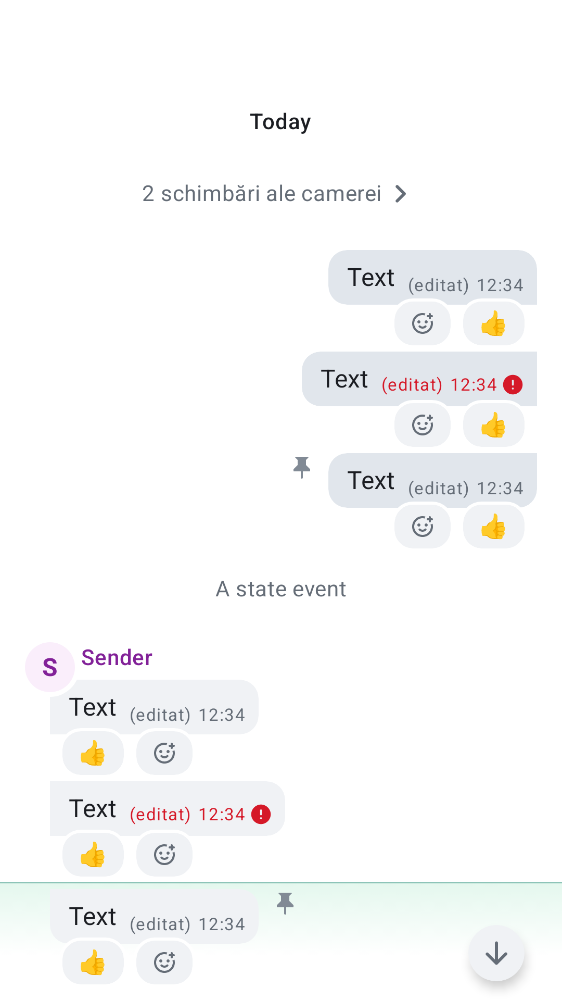 Today
2 schimbări ale camerei
Text (editat) 12:34
👍
Text (editat) 12:34
👍
Text (editat) 12:34
👍
A state event
S Sender
Text (editat) 12:34
👍
Text (editat) 12:34
👍
Text (editat) 12:34
👍